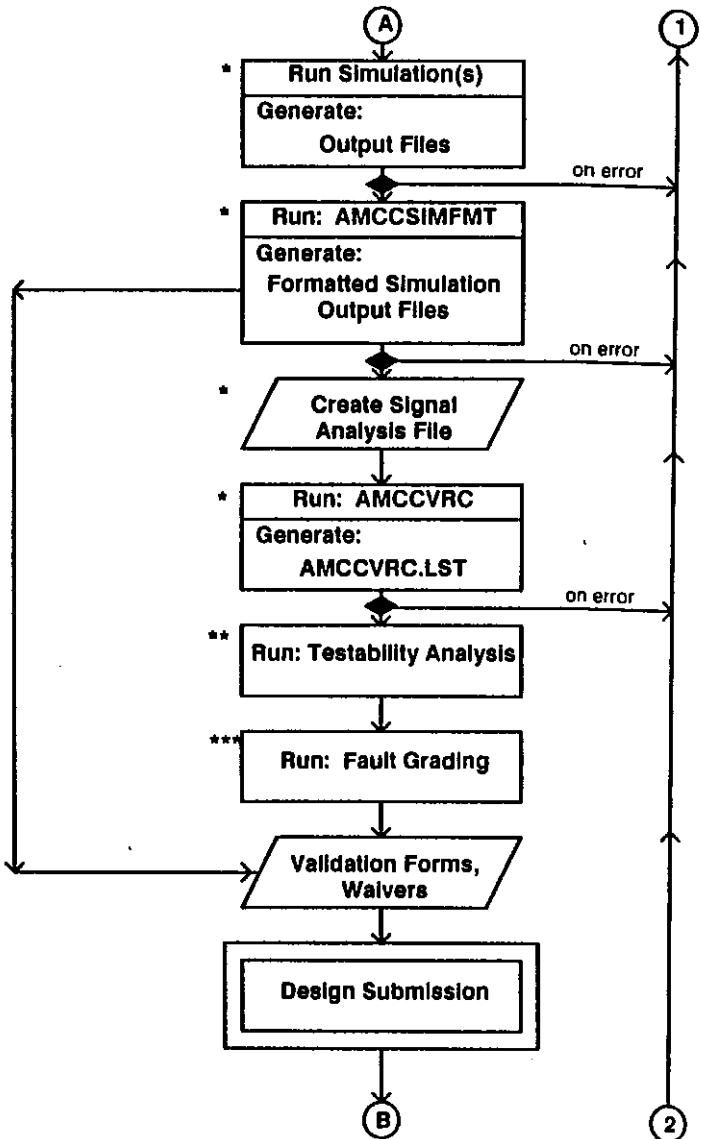 A
1
* Run Simulation(s)
Generate:
Output Files
on error
* Run: AMCCSIMFMT
Generate:
Formatted Simulation
Output Files
on error
* Create Signal
Analysis File
* Run: AMCCVRC
Generate:
AMCCVRC.LST
on error
** Run: Testability Analysis
*** Run: Fault Grading
Validation Forms,
Waivers
Design Submission
B
2